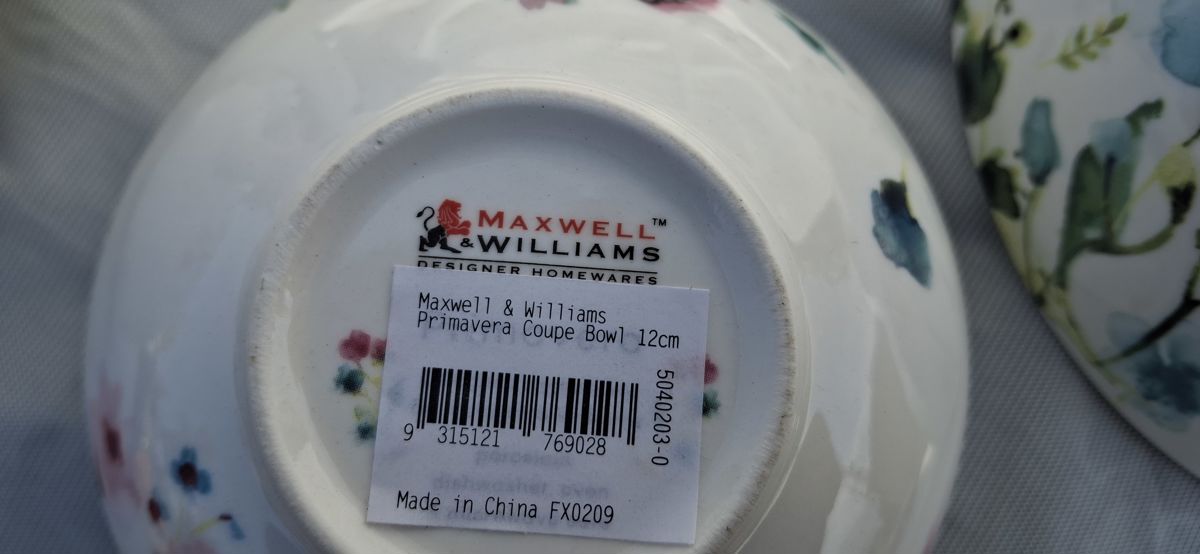 MAXWELL™
& WILLIAMS
DESIGNER HOMEWARES
Maxwell & Williams
Primavera Coupe Bowl 12cm
5040203-0
9 315121 769028
Made in China FX0209